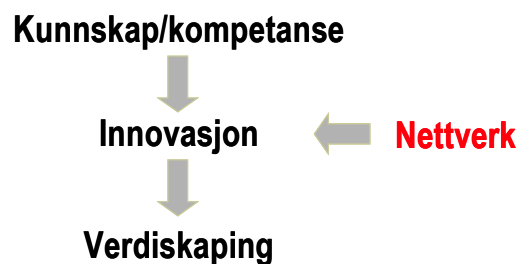 Kunnskap/kompetanse
Innovasjon
Nettverk
Verdiskaping